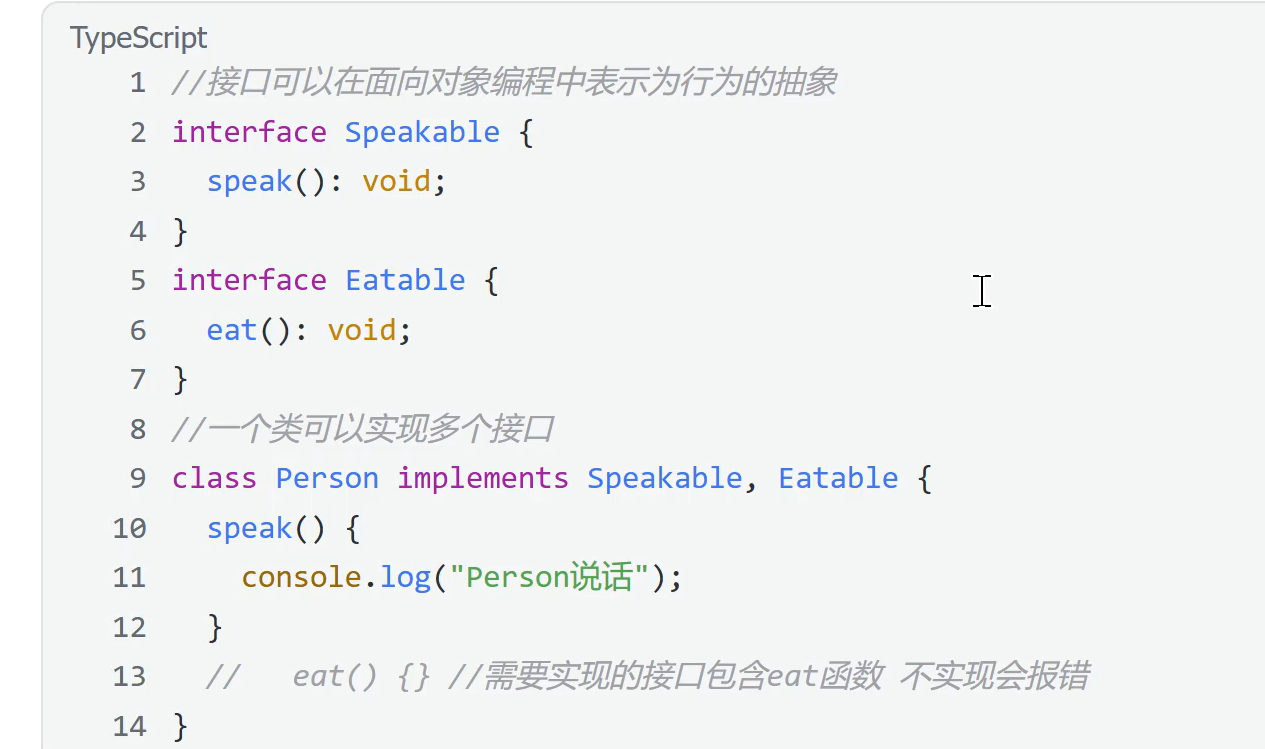 TypeScript
1 //接口可以在面向对象编程中表示为行为的抽象
2 interface Speakable {
3   speak(): void;
4 }
5 interface Eatable {
6   eat(): void;
7 }
8 //一个类可以实现多个接口
9 class Person implements Speakable, Eatable {
10   speak() {
11     console.log("Person说话");
12   }
13   //   eat() {} //需要实现的接口包含eat函数 不实现会报错
14 }